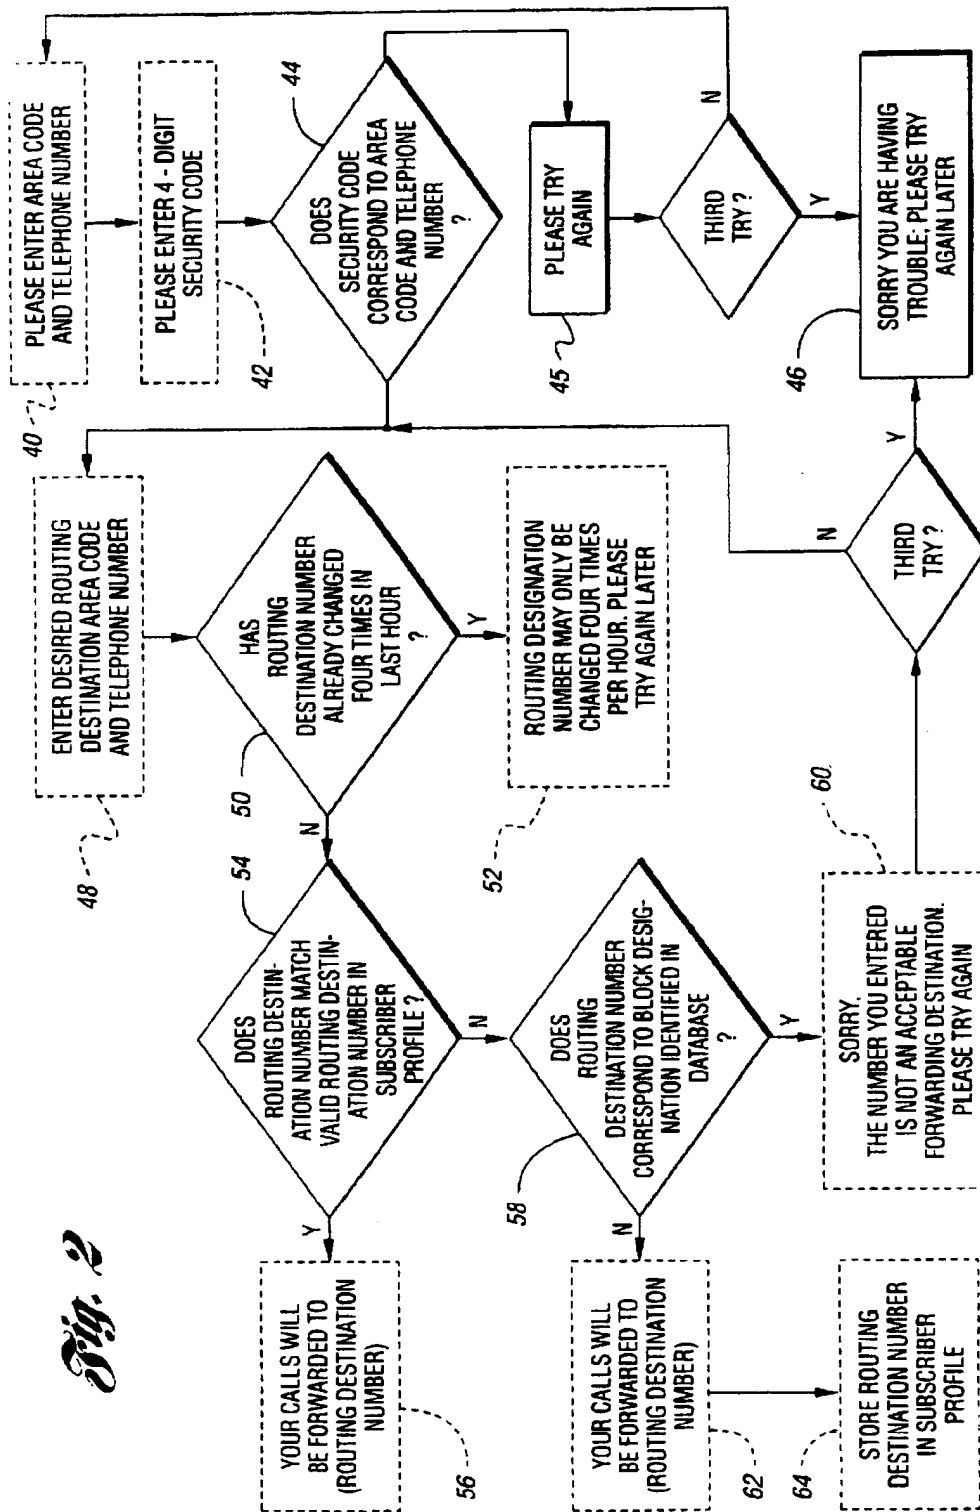 PLEASE ENTER AREA CODE
AND TELEPHONE NUMBER
40
PLEASE ENTER 4 - DIGIT
SECURITY CODE
42
DOES
SECURITY CODE
CORRESPOND TO AREA
CODE AND TELEPHONE
NUMBER
?
44
PLEASE TRY
AGAIN
45
THIRD
TRY ?
N
Y
SORRY YOU ARE HAVING
TROUBLE; PLEASE TRY
AGAIN LATER
46
ENTER DESIRED ROUTING
DESTINATION AREA CODE
AND TELEPHONE NUMBER
48
HAS
ROUTING
DESTINATION NUMBER
ALREADY CHANGED
FOUR TIMES IN
LAST HOUR
?
50
N
Y
ROUTING DESIGNATION
NUMBER MAY ONLY BE
CHANGED FOUR TIMES
PER HOUR. PLEASE
TRY AGAIN LATER
52
DOES
ROUTING DESTIN-
ATION NUMBER MATCH
VALID ROUTING DESTIN-
ATION NUMBER IN
SUBSCRIBER
PROFILE ?
54
Y
N
YOUR CALLS WILL
BE FORWARDED TO
(ROUTING DESTINATION
NUMBER)
56
DOES
ROUTING
DESTINATION NUMBER
CORRESPOND TO BLOCK DESIG-
NATION IDENTIFIED IN
DATABASE
?
58
N
Y
SORRY,
THE NUMBER YOU ENTERED
IS NOT AN ACCEPTABLE
FORWARDING DESTINATION.
PLEASE TRY AGAIN
60
THIRD
TRY ?
N
Y
YOUR CALLS WILL
BE FORWARDED TO
(ROUTING DESTINATION
NUMBER)
62
STORE ROUTING
DESTINATION NUMBER
IN SUBSCRIBER
PROFILE
64
Fig. 2